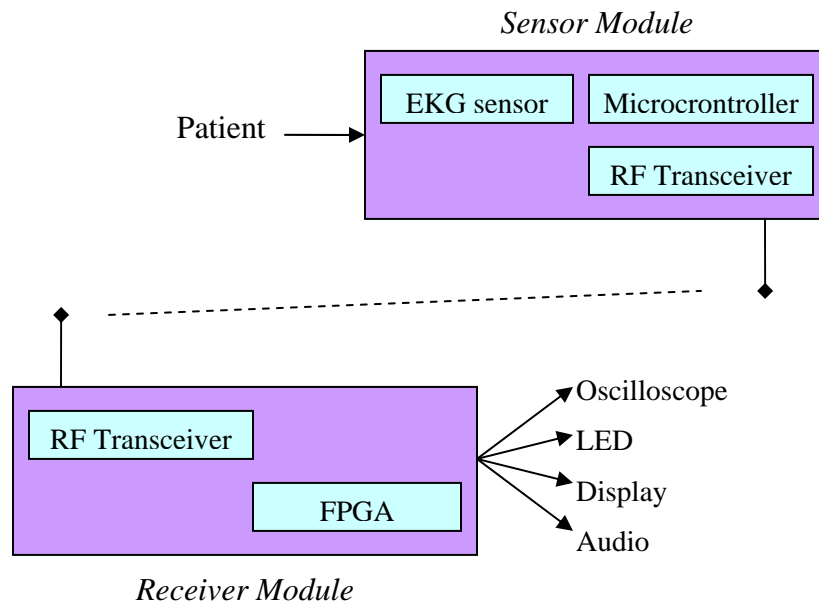 Sensor Module
EKG sensor
Microcrontroller
Patient
RF Transceiver
Oscilloscope
RF Transceiver
LED
Display
FPGA
Audio
Receiver Module